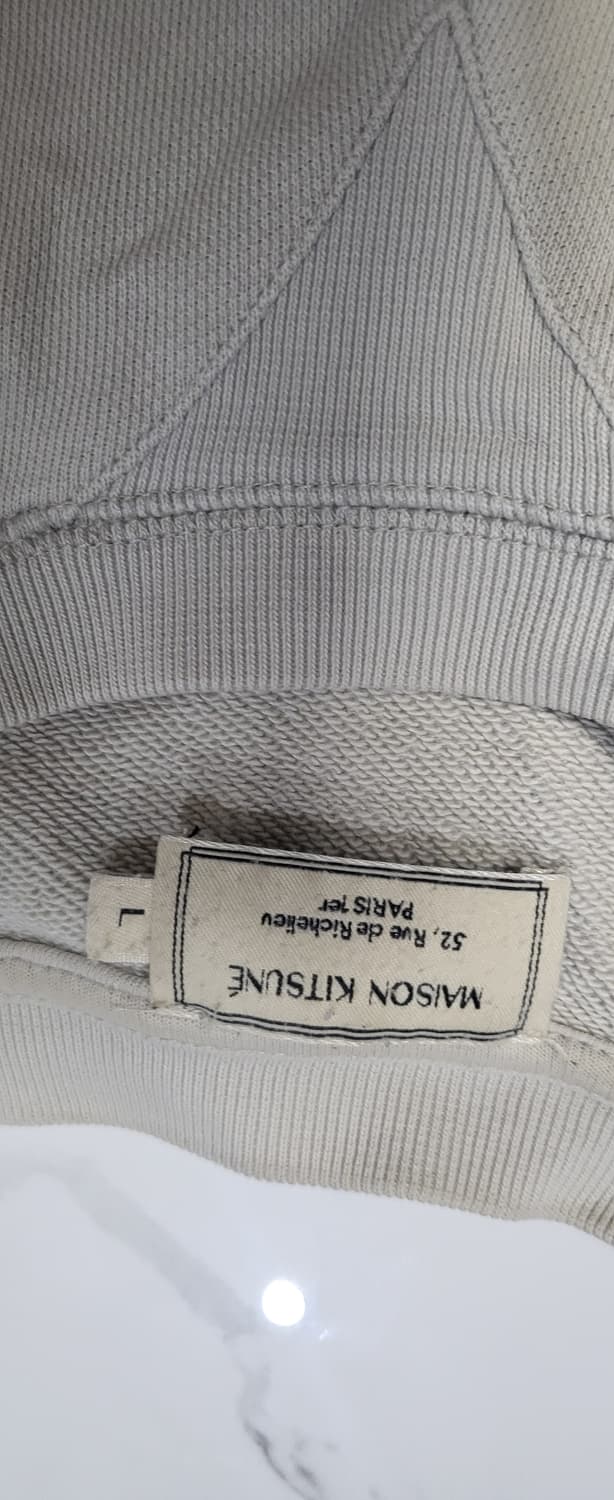 MAISON KITSUNÉ
52, Rue de Richelieu
PARIS 1er
L